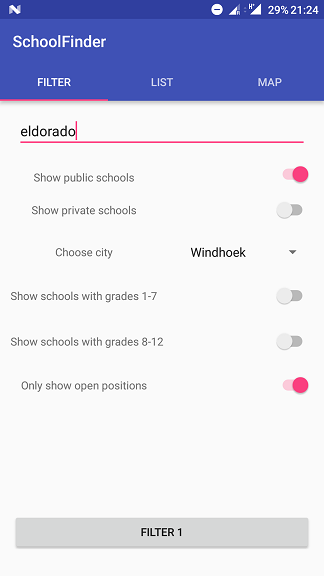 29% 21:24
SchoolFinder
FILTER LIST MAP
eldorado
Show public schools
Show private schools
Choose city Windhoek
Show schools with grades 1-7
Show schools with grades 8-12
Only show open positions
FILTER 1